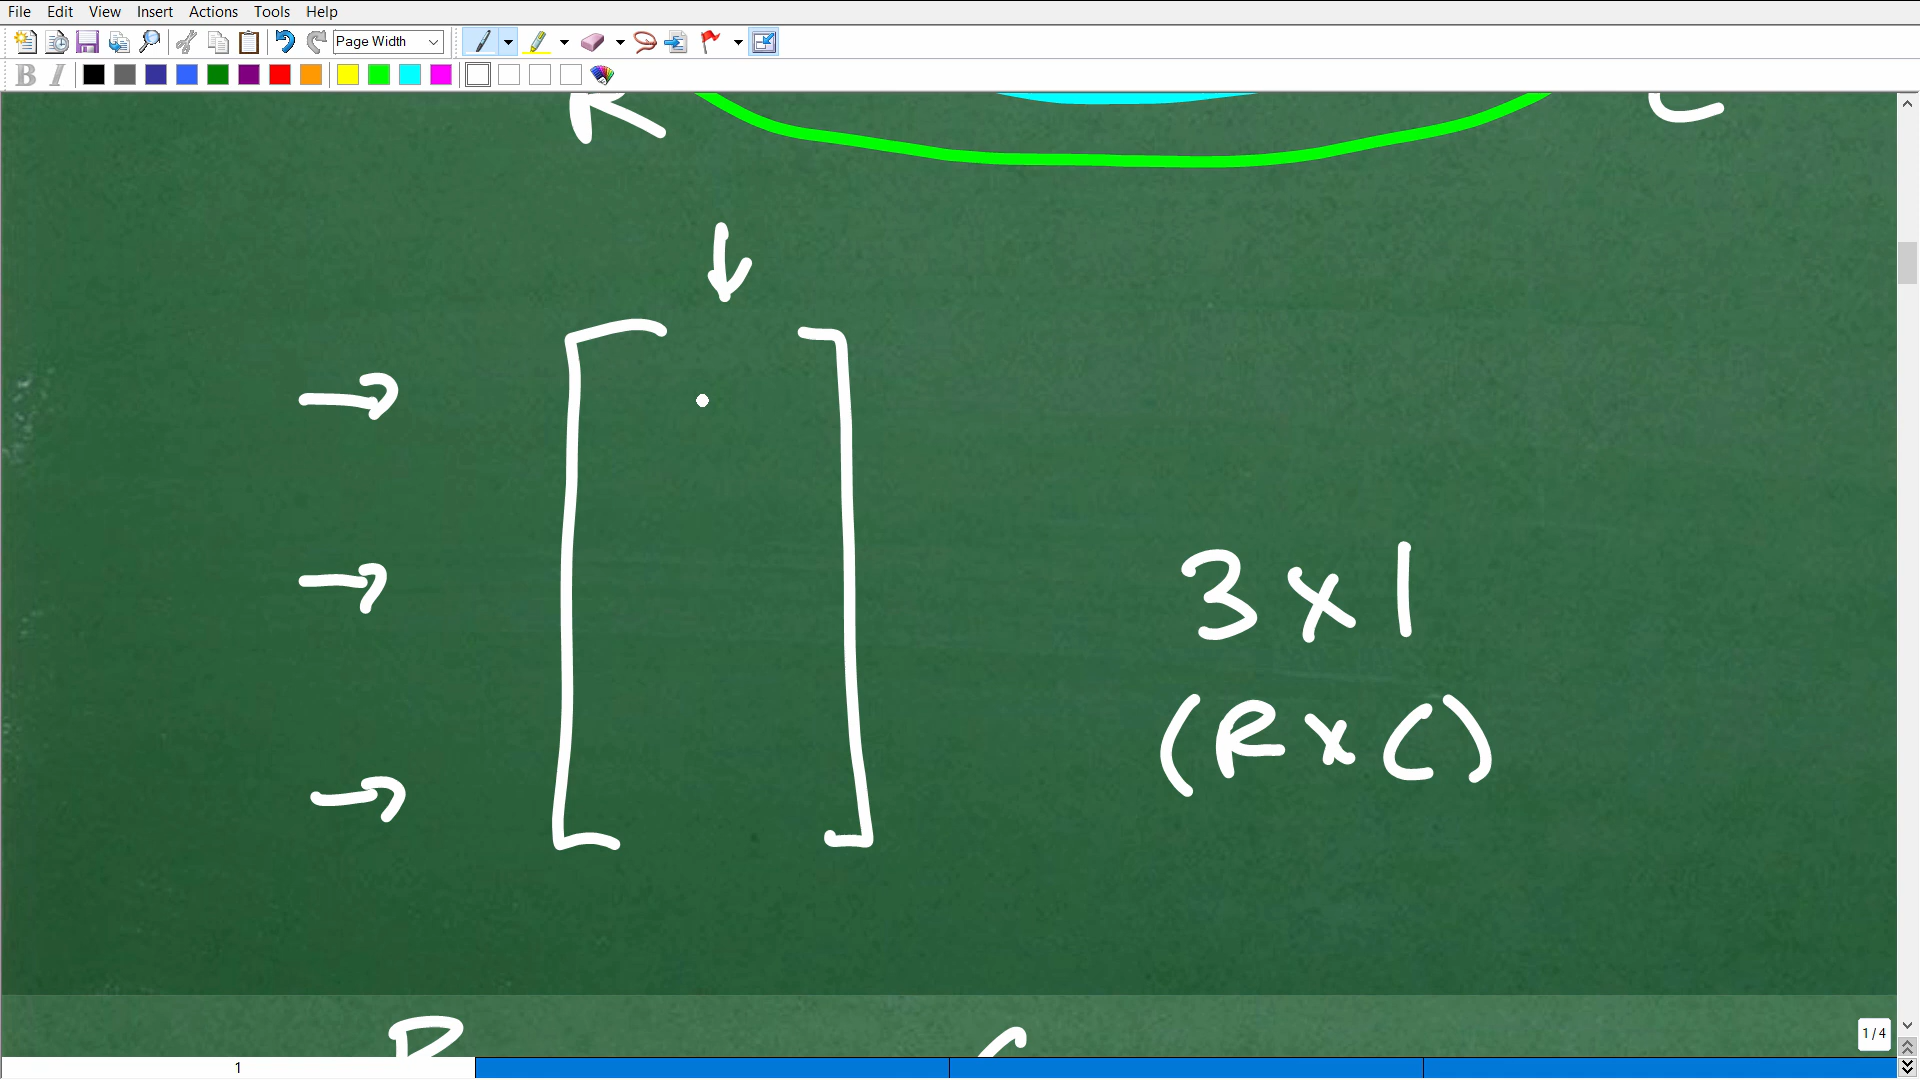 File Edit View Insert Actions Tools Help
Page Width
B I
R C
3 x 1
(R x C)
R C
1 / 4
1